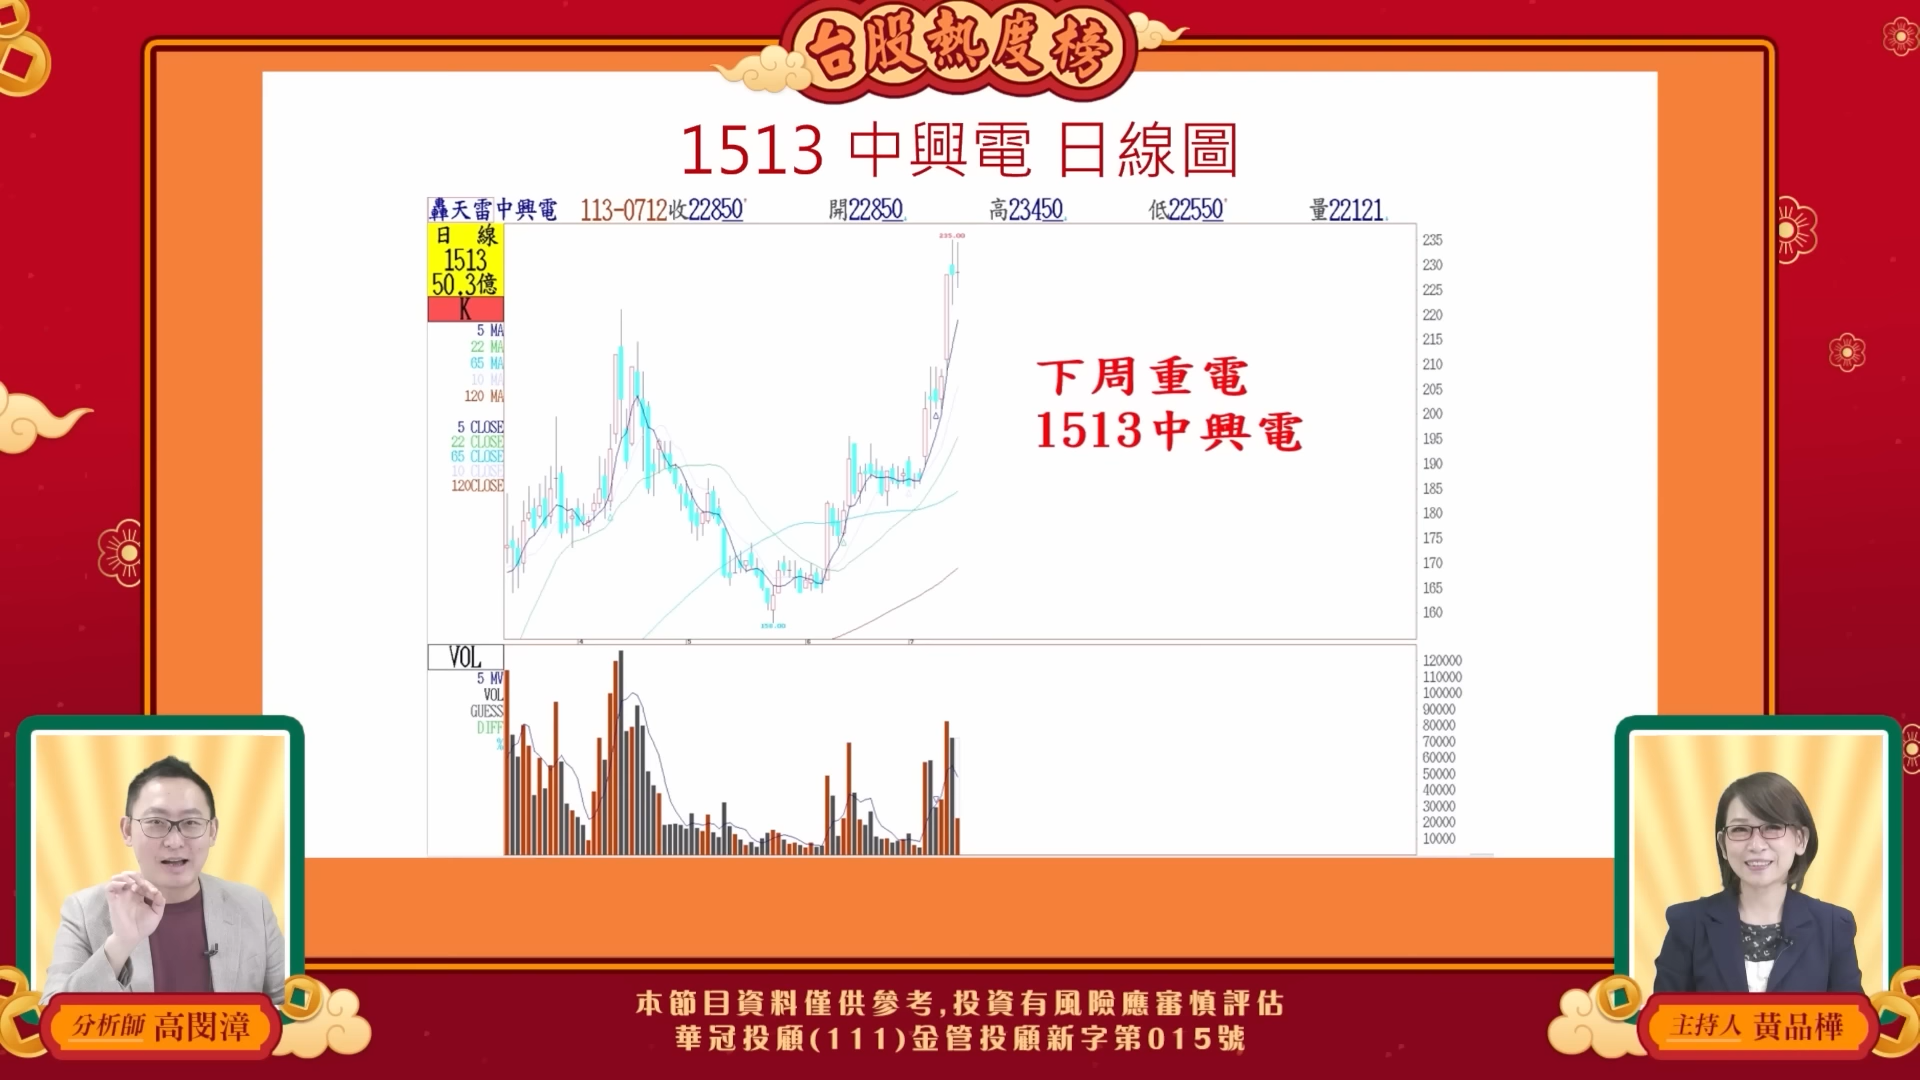 台股熱度榜
1513 中興電 日線圖
轟天雷中興電 113-0712收22850 開22850 高23450 低22550 量22121
日 線
1513
50.3億
K
5 MA
22 MA
65 MA
10 MA
120 MA
5 CLOSE
22 CLOSE
65 CLOSE
10 CLOSE
120CLOSE
235.00
235
230
225
220
215
210
205
200
195
190
185
180
175
170
165
160
下周重電
1513中興電
158.00
4 5 6 7
VOL
5 MV
VOL
GUESS
DIFF
%
120000
110000
100000
90000
80000
70000
60000
50000
40000
30000
20000
10000
分析師 高閔漳
主持人 黃品樺
本節目資料僅供參考,投資有風險應審慎評估
華冠投顧(111)金管投顧新字第015號